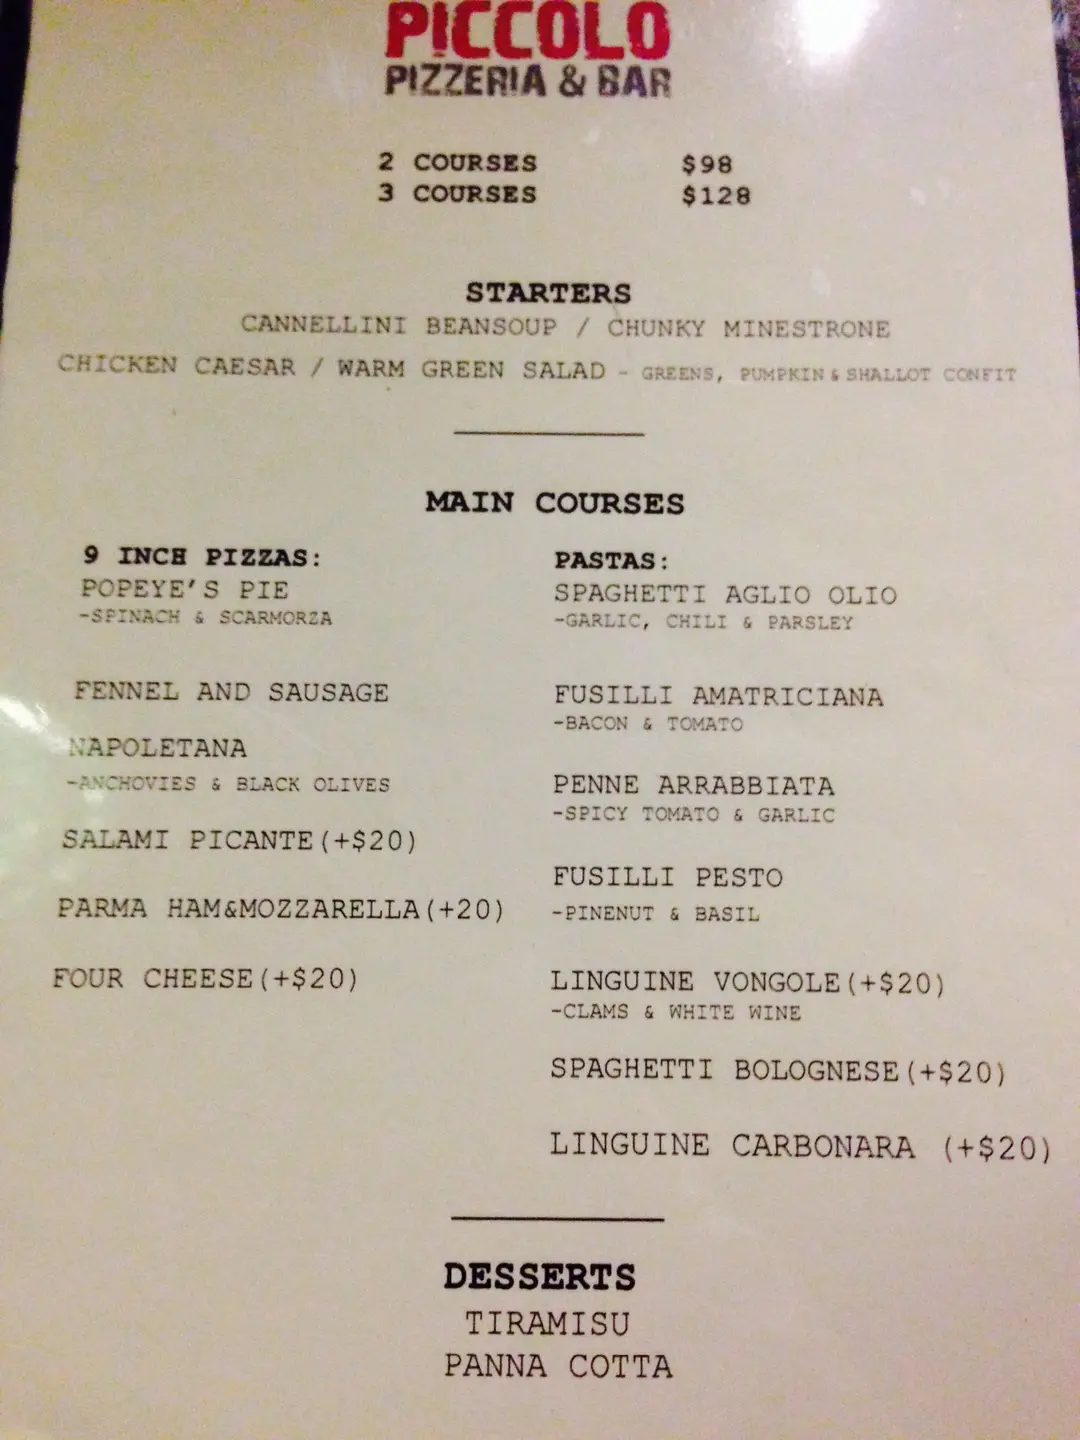 PICCOLO
PIZZERIA & BAR
2 COURSES $98
3 COURSES $128
STARTERS
CANNELLINI BEANSOUP / CHUNKY MINESTRONE
CHICKEN CAESAR / WARM GREEN SALAD - GREENS, PUMPKIN & SHALLOT CONFIT
MAIN COURSES
9 INCH PIZZAS:
POPEYE'S PIE
-SPINACH & SCARMORZA
FENNEL AND SAUSAGE
NAPOLETANA
-ANCHOVIES & BLACK OLIVES
SALAMI PICANTE(+$20)
PARMA HAM&MOZZARELLA(+20)
FOUR CHEESE(+$20)
PASTAS:
SPAGHETTI AGLIO OLIO
-GARLIC, CHILI & PARSLEY
FUSILLI AMATRICIANA
-BACON & TOMATO
PENNE ARRABBIATA
-SPICY TOMATO & GARLIC
FUSILLI PESTO
-PINENUT & BASIL
LINGUINE VONGOLE(+$20)
-CLAMS & WHITE WINE
SPAGHETTI BOLOGNESE(+$20)
LINGUINE CARBONARA (+$20)
DESSERTS
TIRAMISU
PANNA COTTA